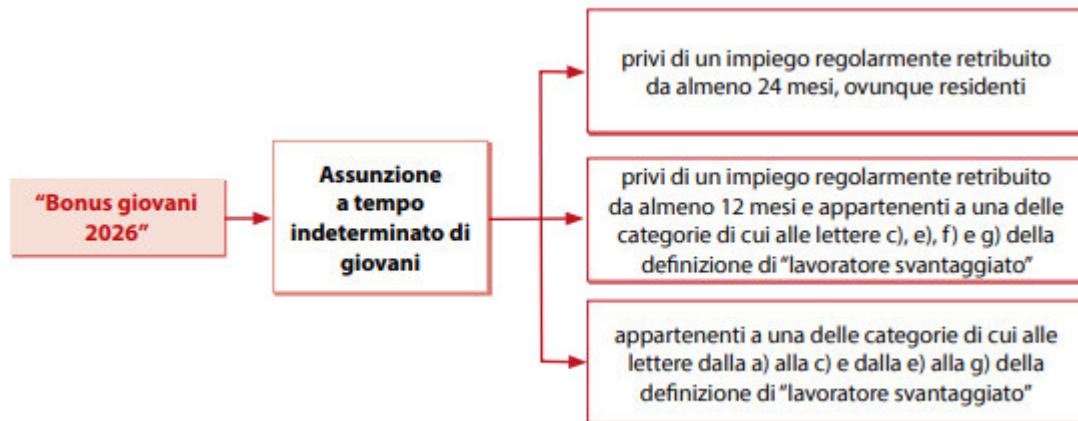 “Bonus giovani
2026”
Assunzione
a tempo
indeterminato di
giovani
privi di un impiego regolarmente retribuito
da almeno 24 mesi, ovunque residenti
privi di un impiego regolarmente retribuito
da almeno 12 mesi e appartenenti a una delle
categorie di cui alle lettere c), e), f) e g) della
definizione di “lavoratore svantaggiato”
appartenenti a una delle categorie di cui alle
lettere dalla a) alla c) e dalla e) alla g) della
definizione di “lavoratore svantaggiato”